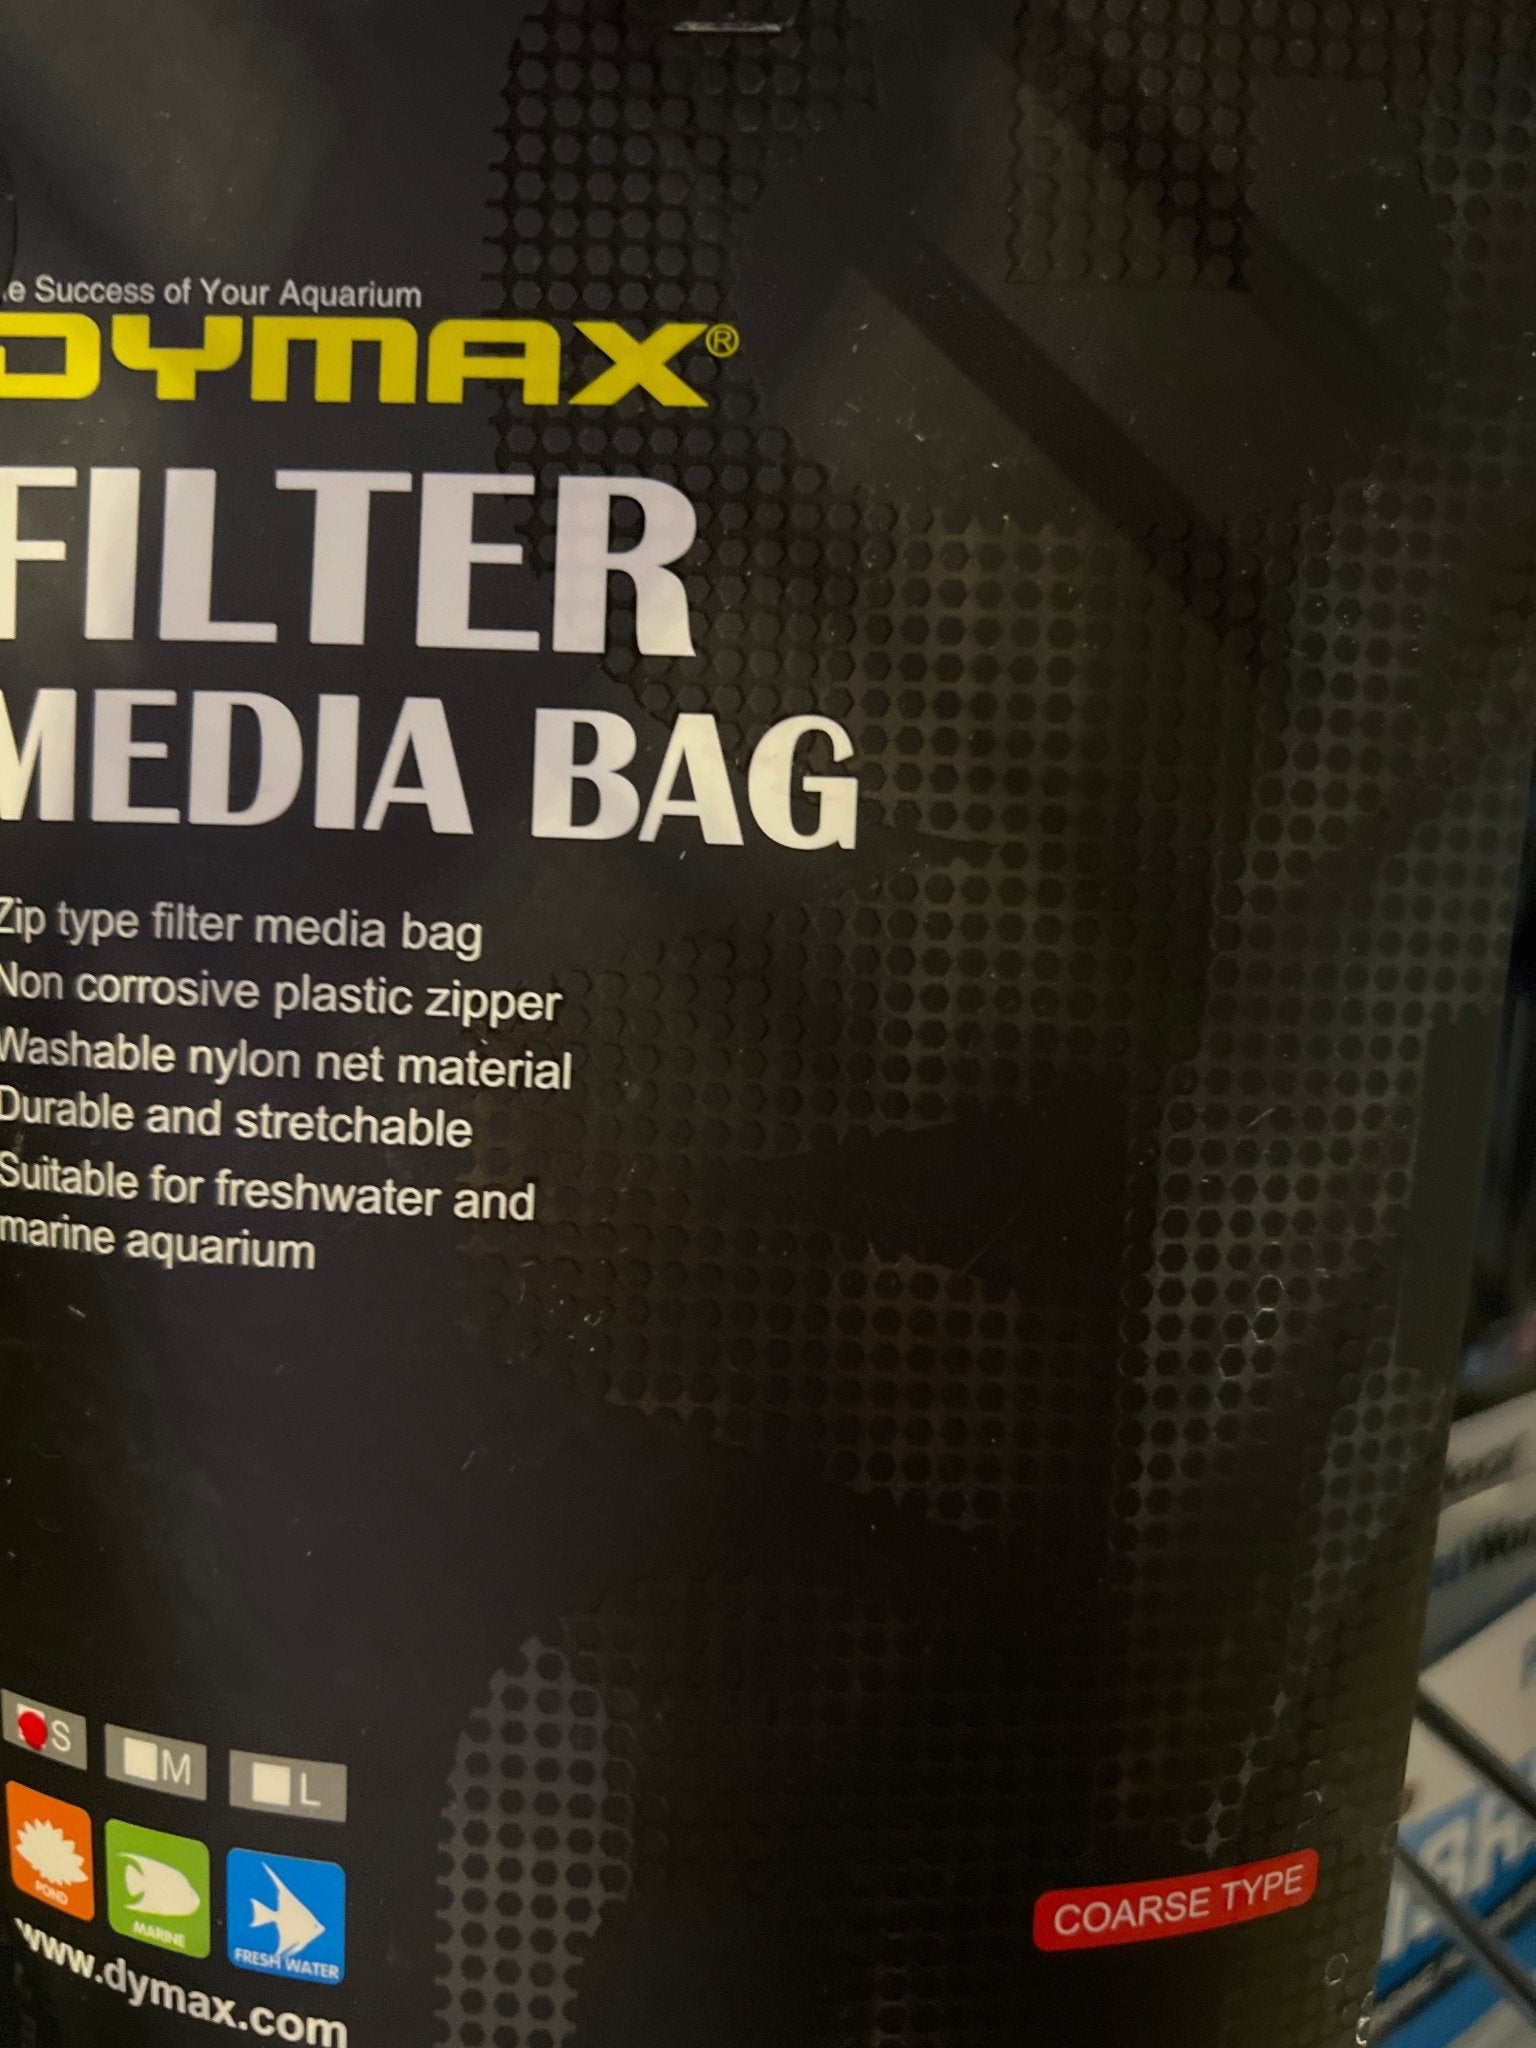 e Success of Your Aquarium
DYMAX®
FILTER
MEDIA BAG
Zip type filter media bag
Non corrosive plastic zipper
Washable nylon net material
Durable and stretchable
Suitable for freshwater and
marine aquarium
S M L
POND MARINE FRESH WATER
COARSE TYPE
www.dymax.com